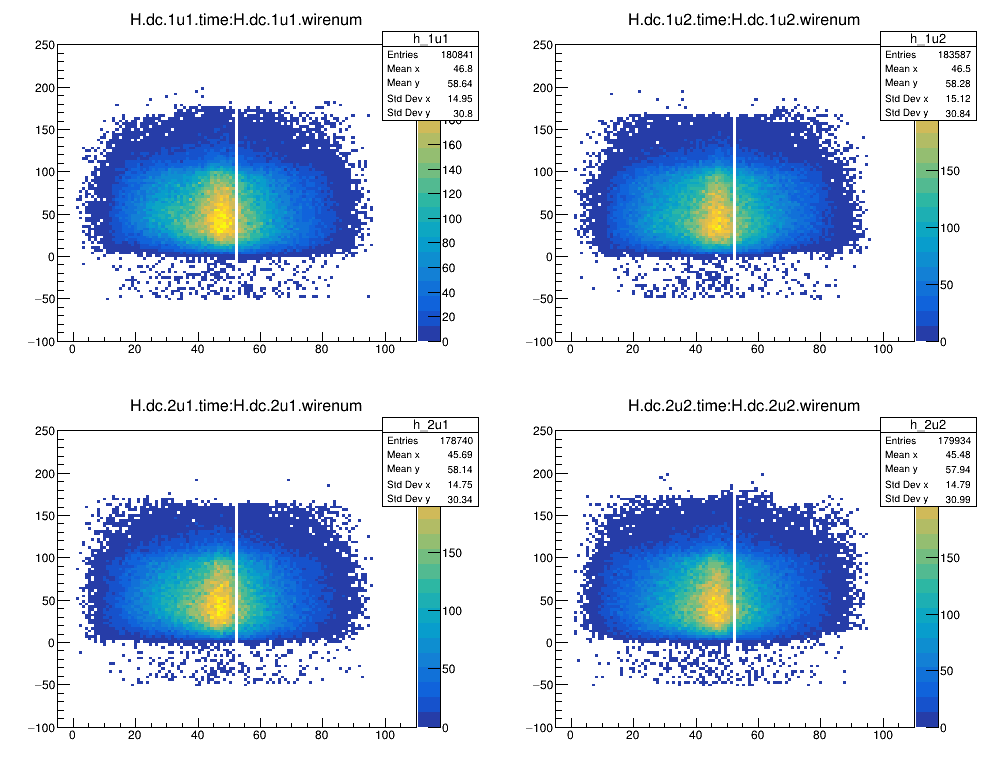 H.dc.1u1.time:H.dc.1u1.wirenum
h_1u1
Entries 180841
Mean x 46.8
Mean y 58.64
Std Dev x 14.95
Std Dev y 30.8
250
200
150
100
50
0
−50
−100
0 20 40 60 80 100
180
160
140
120
100
80
60
40
20
0
H.dc.1u2.time:H.dc.1u2.wirenum
h_1u2
Entries 183587
Mean x 46.5
Mean y 58.28
Std Dev x 15.12
Std Dev y 30.84
250
200
150
100
50
0
−50
−100
0 20 40 60 80 100
150
100
50
0
H.dc.2u1.time:H.dc.2u1.wirenum
h_2u1
Entries 178740
Mean x 45.69
Mean y 58.14
Std Dev x 14.75
Std Dev y 30.34
250
200
150
100
50
0
−50
−100
0 20 40 60 80 100
150
100
50
0
H.dc.2u2.time:H.dc.2u2.wirenum
h_2u2
Entries 179934
Mean x 45.48
Mean y 57.94
Std Dev x 14.79
Std Dev y 30.99
250
200
150
100
50
0
−50
−100
0 20 40 60 80 100
150
100
50
0